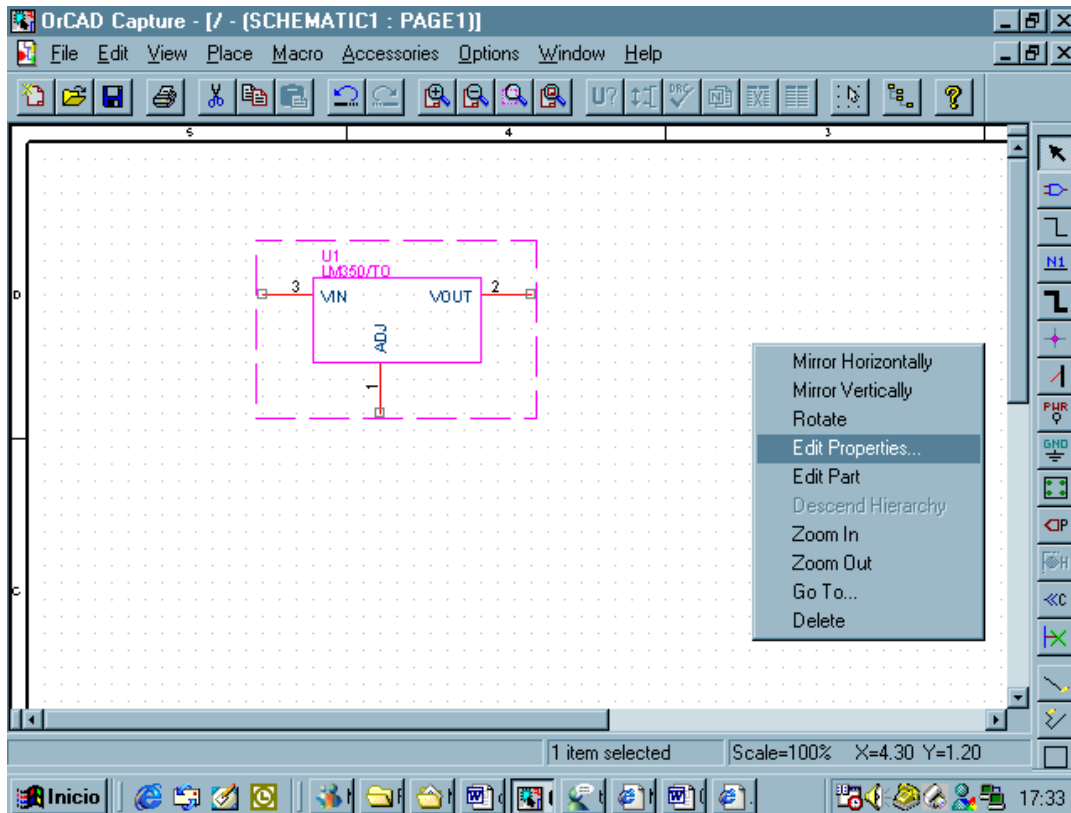 OrCAD Capture - [/ - (SCHEMATIC1 : PAGE1)]
File Edit View Place Macro Accessories Options Window Help
U? DRC
5 4 3
N1
U1
LM350/TO
3 VIN VOUT 2
D
ADJ
1
Mirror Horizontally
Mirror Vertically
Rotate
Edit Properties...
Edit Part
Descend Hierarchy
Zoom In
Zoom Out
Go To...
Delete
PWR
GND
P
H
C
≪C
1 item selected Scale=100% X=4.30 Y=1.20
Inicio 17:33